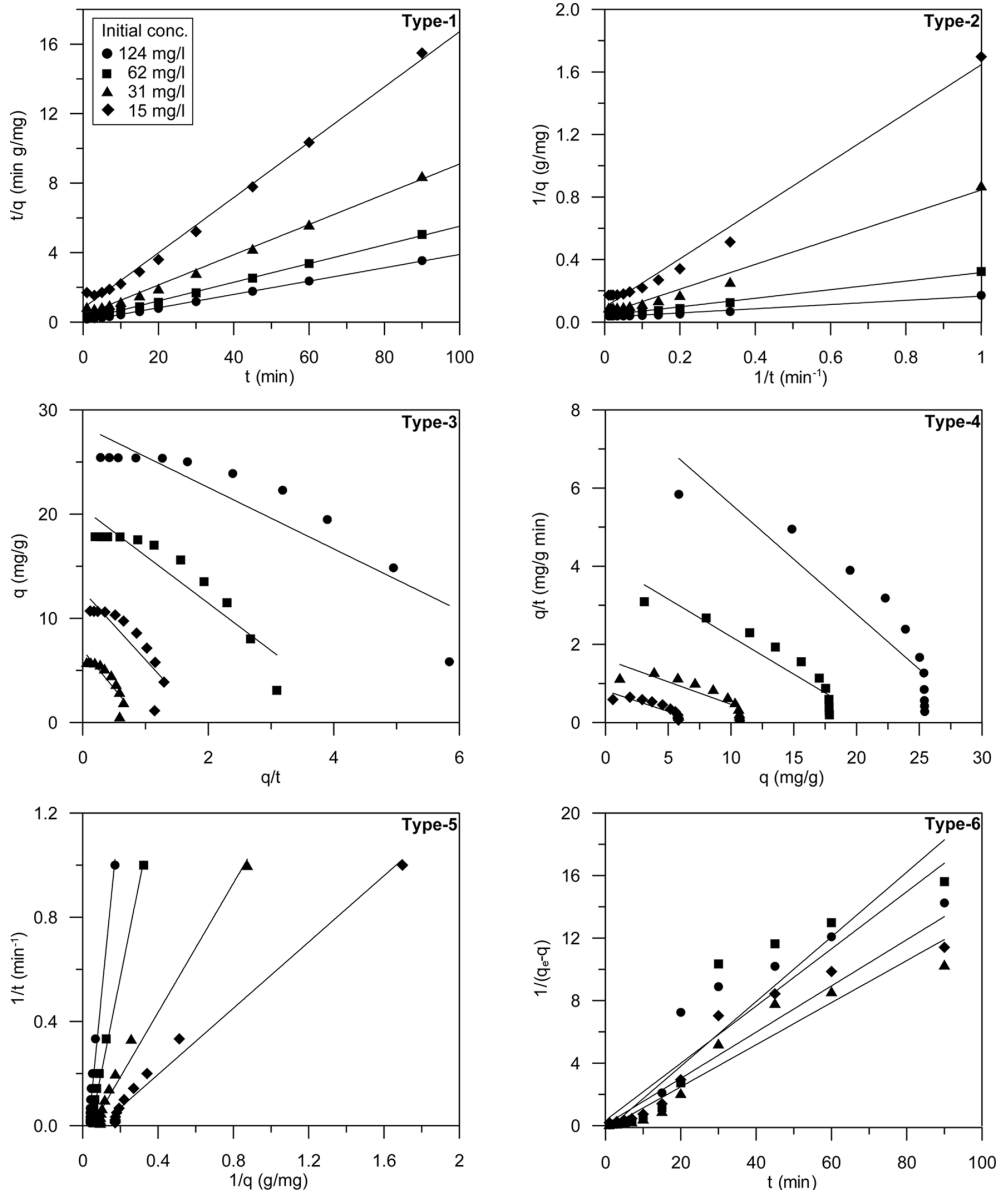 Type-1
Initial conc.
124 mg/l
62 mg/l
31 mg/l
15 mg/l
16
12
8
4
0
t/q (min g/mg)
0 20 40 60 80 100
t (min)
Type-2
2.0
1.6
1.2
0.8
0.4
0.0
1/q (g/mg)
0 0.2 0.4 0.6 0.8 1
1/t (min⁻¹)
Type-3
30
20
10
0
q (mg/g)
0 2 4 6
q/t
Type-4
8
6
4
2
0
q/t (mg/g min)
0 5 10 15 20 25 30
q (mg/g)
Type-5
1.2
0.8
0.4
0.0
1/t (min⁻¹)
0 0.4 0.8 1.2 1.6 2
1/q (g/mg)
Type-6
20
16
12
8
4
0
1/(qₑ-q)
0 20 40 60 80 100
t (min)